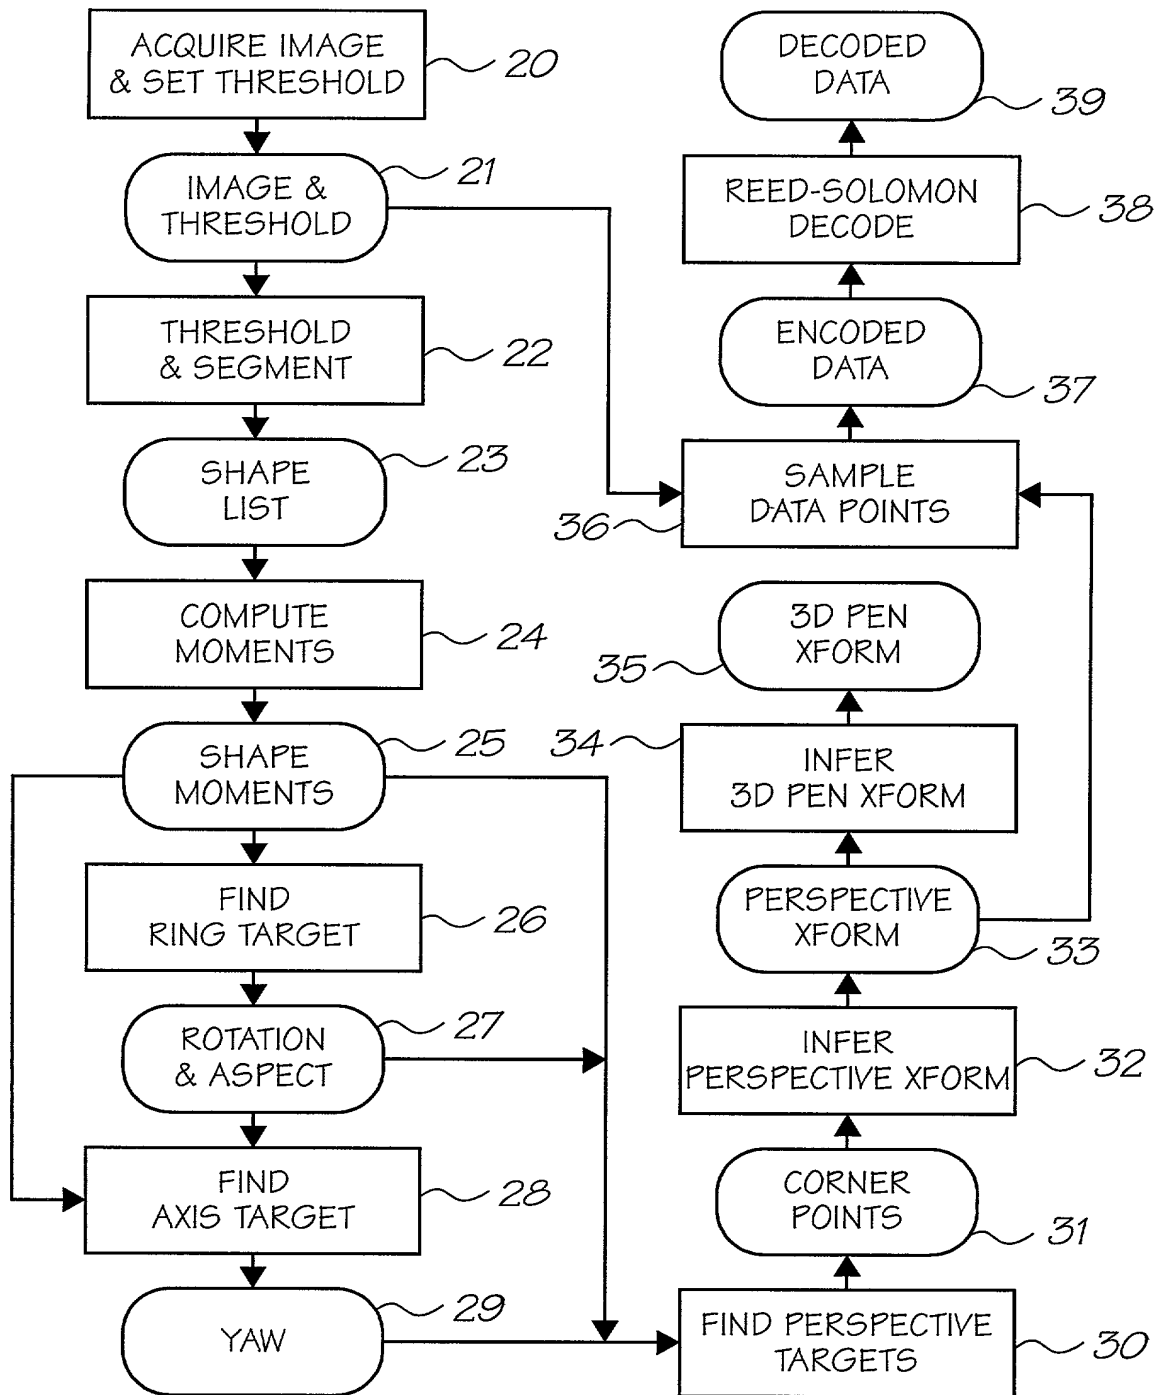 ACQUIRE IMAGE
& SET THRESHOLD
20
IMAGE &
THRESHOLD
21
THRESHOLD
& SEGMENT
22
SHAPE
LIST
23
COMPUTE
MOMENTS
24
SHAPE
MOMENTS
25
FIND
RING TARGET
26
ROTATION
& ASPECT
27
FIND
AXIS TARGET
28
YAW
29
FIND PERSPECTIVE
TARGETS
30
CORNER
POINTS
31
INFER
PERSPECTIVE XFORM
32
PERSPECTIVE
XFORM
33
INFER
3D PEN XFORM
34
3D PEN
XFORM
35
SAMPLE
DATA POINTS
36
ENCODED
DATA
37
REED-SOLOMON
DECODE
38
DECODED
DATA
39